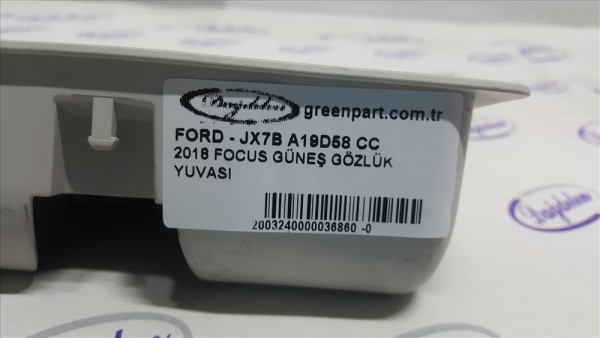 greenpart.com.tr
FORD - JX7B A19D58 CC
2018 FOCUS GÜNEŞ GÖZLÜK
YUVASI
2003240000036860 -0